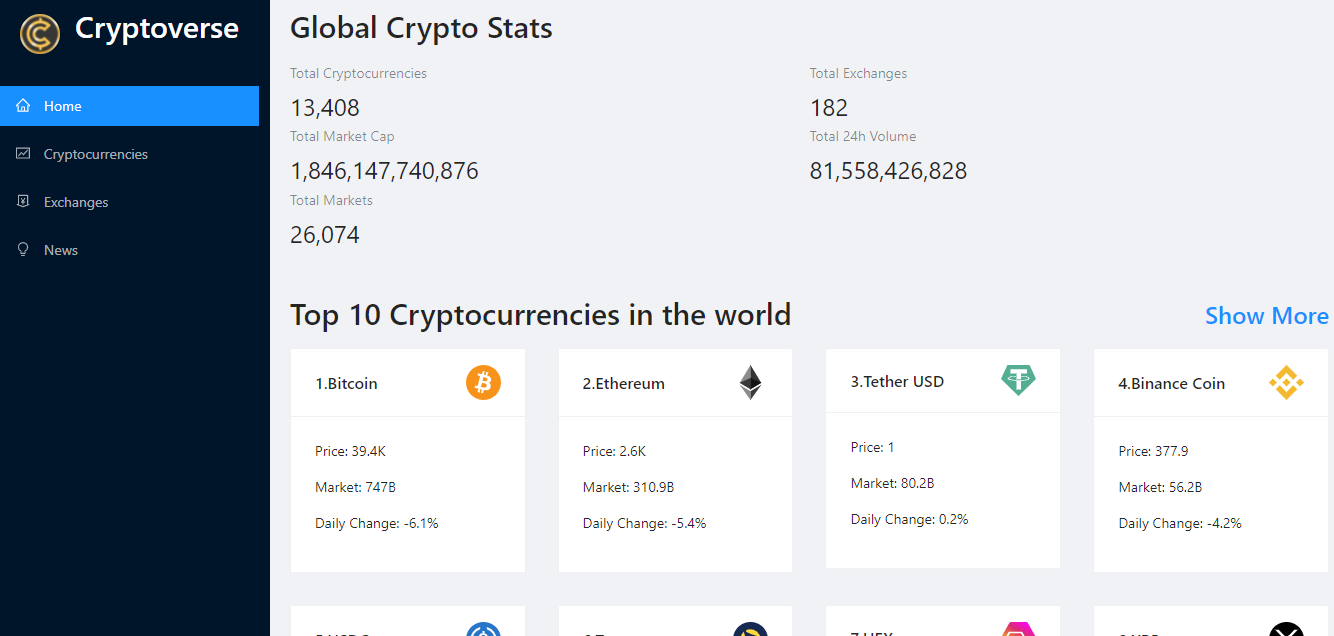 Cryptoverse
Home
Cryptocurrencies
Exchanges
News
Global Crypto Stats
Total Cryptocurrencies
13,408
Total Exchanges
182
Total Market Cap
1,846,147,740,876
Total 24h Volume
81,558,426,828
Total Markets
26,074
Top 10 Cryptocurrencies in the world
Show More
1.Bitcoin
Price: 39.4K
Market: 747B
Daily Change: -6.1%
2.Ethereum
Price: 2.6K
Market: 310.9B
Daily Change: -5.4%
3.Tether USD
Price: 1
Market: 80.2B
Daily Change: 0.2%
4.Binance Coin
Price: 377.9
Market: 56.2B
Daily Change: -4.2%
7.HEX